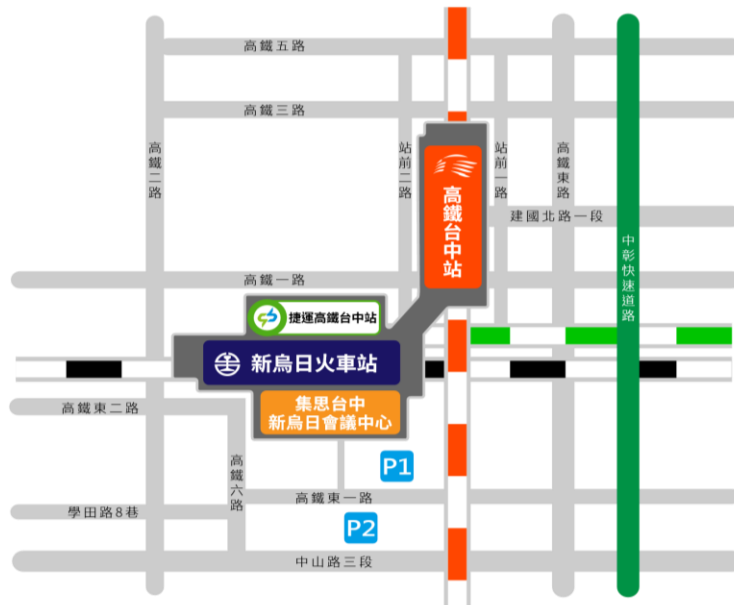 高鐵五路
高鐵三路
高鐵二路
站前二路
站前一路
高鐵東路
高鐵台中站
建國北路一段
中彰快速道路
高鐵一路
捷運高鐵台中站
新烏日火車站
集思台中
新烏日會議中心
高鐵東二路
高鐵六路
P1
高鐵東一路
學田路8巷
P2
中山路三段